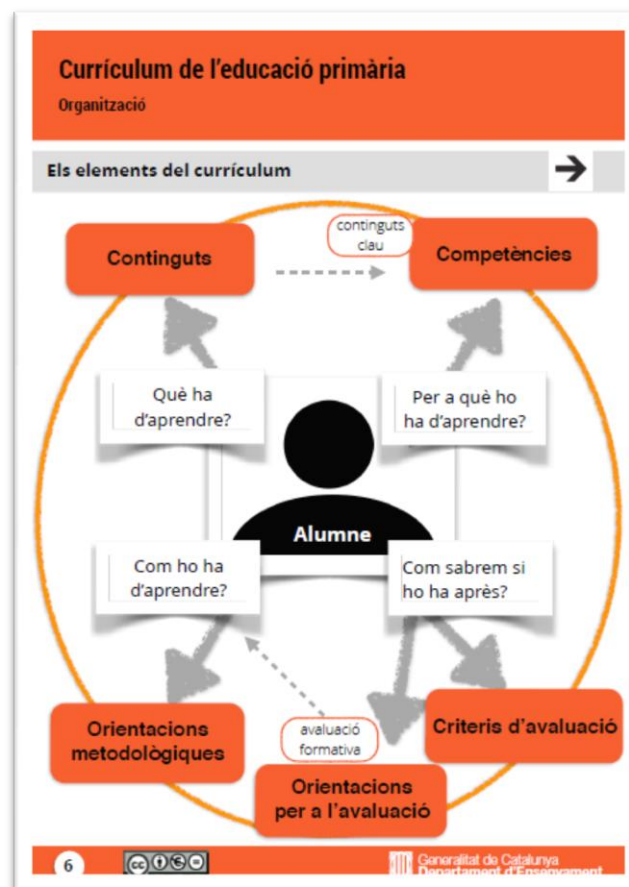 Currículum de l'educació primària
Organització
Els elements del currículum
continguts
clau
Continguts
Competències
Què ha
d'aprendre?
Per a què ho
ha d'aprendre?
Alumne
Com ho ha
d'aprendre?
Com sabrem si
ho ha après?
Orientacions
metodològiques
avaluació
formativa
Criteris d'avaluació
Orientacions
per a l'avaluació
6
cc
Generalitat de Catalunya
Departament d'Ensenyament